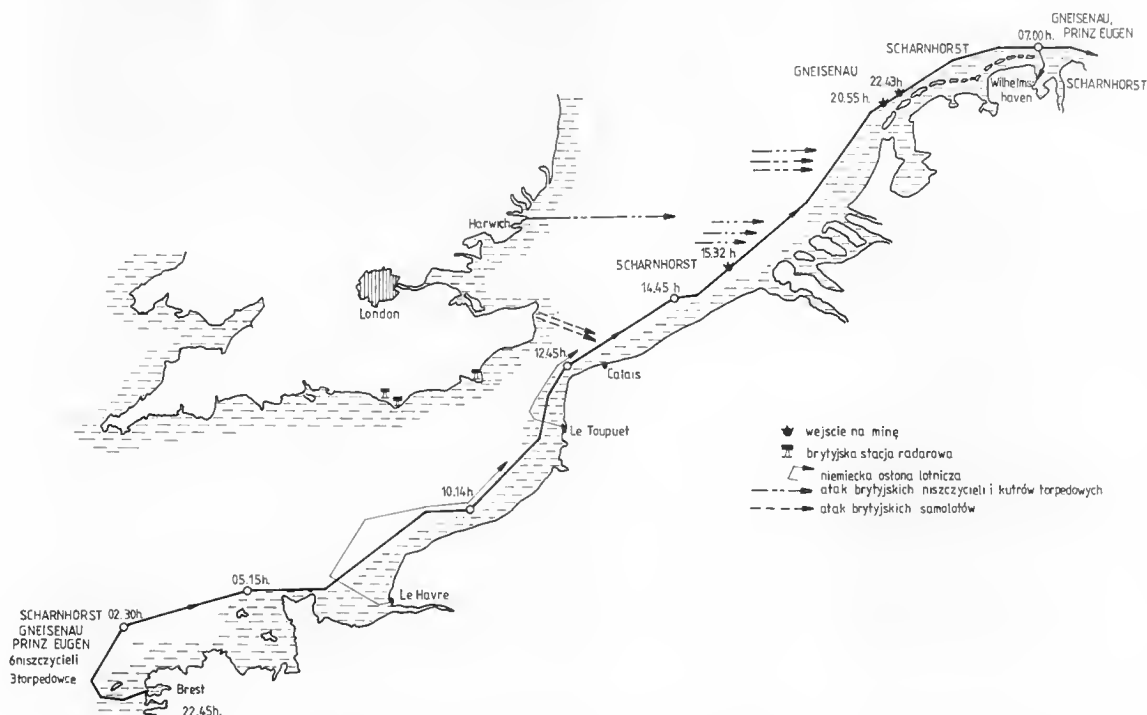 GNEISENAU,
PRINZ EUGEN
07.00 h.
SCHARNHORST
GNEISENAU
22.43h
20.55 h.
Wilhelms
haven
SCHARNHORST
Harwich
15.32 h
SCHARNHORST
14.45 h
London
12.45h.
Calais
Le Toupuet
wejscie na minę
brytyjska stacja radarowa
niemiecka osłona lotnicza
atak brytyjskich niszczycieli i kutrów torpedowych
atak brytyjskich samolotów
10.14h.
05.15h.
Le Havre
SCHARNHORST 02.30h.
GNEISENAU
PRINZ EUGEN
6niszczycieli
3torpedowce
Brest
22.45h.